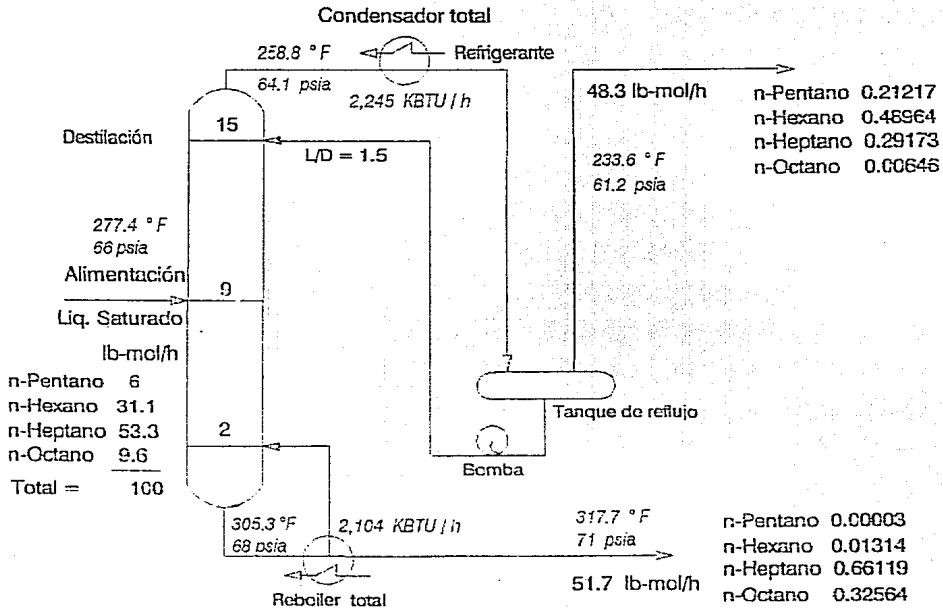 Condensador total
258.8 °F
64.1 psia
Refrigerante
2,245 KBTU / h
48.3 lb-mol/h
n-Pentano 0.21217
n-Hexano 0.48964
n-Heptano 0.29173
n-Octano 0.00646
Destilación
15
L/D = 1.5
233.6 °F
61.2 psia
277.4 °F
66 psia
Alimentación
9
Liq. Saturado
lb-mol/h
n-Pentano 6
n-Hexano 31.1
n-Heptano 53.3
n-Octano 9.6
Total = 100
2
Tanque de reflujo
Bomba
305.3 °F
68 psia
2,104 KBTU / h
317.7 °F
71 psia
51.7 lb-mol/h
n-Pentano 0.00003
n-Hexano 0.01314
n-Heptano 0.66119
n-Octano 0.32564
Reboiler total